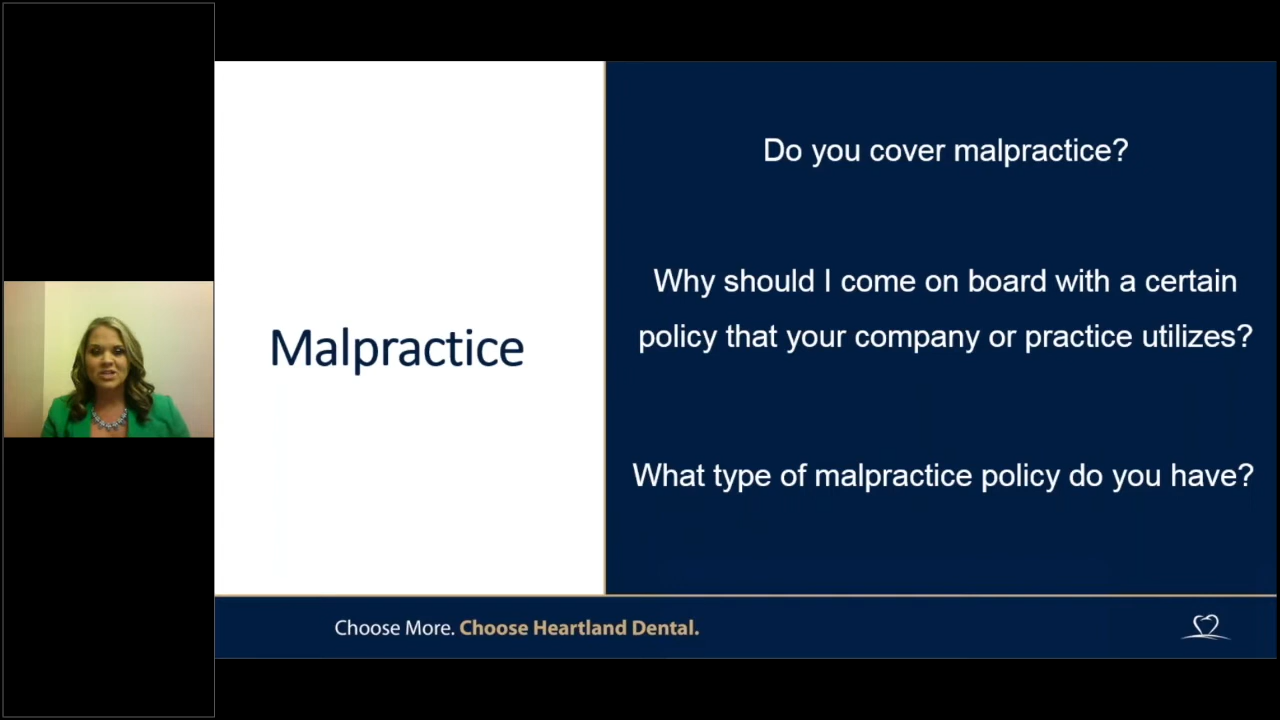 Malpractice
Do you cover malpractice?
Why should I come on board with a certain
policy that your company or practice utilizes?
What type of malpractice policy do you have?
Choose More. Choose Heartland Dental.